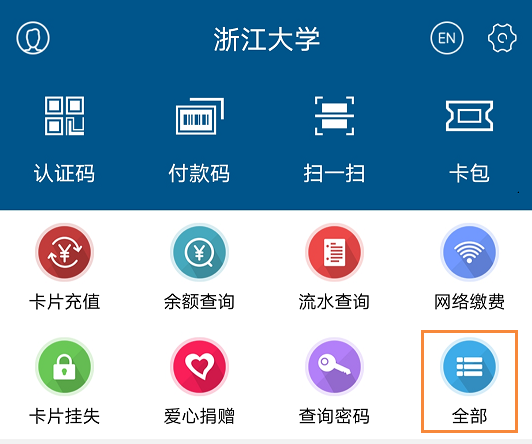 浙江大学 EN
认证码 付款码 扫一扫 卡包
卡片充值 余额查询 流水查询 网络缴费
卡片挂失 爱心捐赠 查询密码 全部